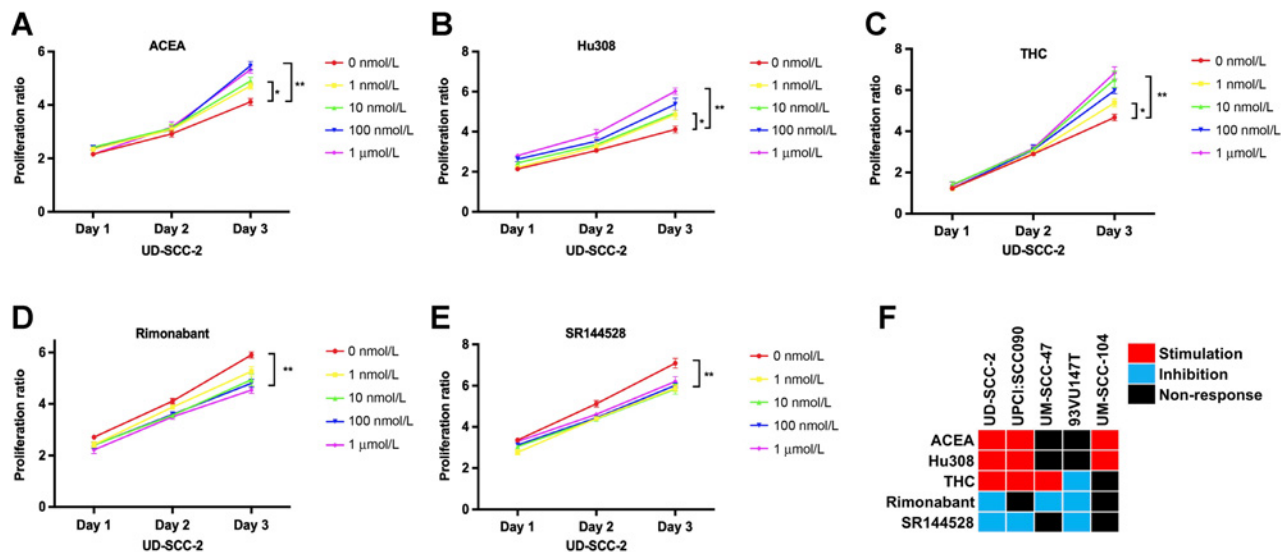 A
ACEA
Proliferation ratio
6
4
2
0
Day 1 Day 2 Day 3
UD-SCC-2
0 nmol/L
1 nmol/L
10 nmol/L
100 nmol/L
1 μmol/L
*
**
B
Hu308
Proliferation ratio
8
6
4
2
0
Day 1 Day 2 Day 3
UD-SCC-2
0 nmol/L
1 nmol/L
10 nmol/L
100 nmol/L
1 μmol/L
*
**
C
THC
Proliferation ratio
8
6
4
2
0
Day 1 Day 2 Day 3
UD-SCC-2
0 nmol/L
1 nmol/L
10 nmol/L
100 nmol/L
1 μmol/L
*
**
D
Rimonabant
Proliferation ratio
6
4
2
0
Day 1 Day 2 Day 3
UD-SCC-2
0 nmol/L
1 nmol/L
10 nmol/L
100 nmol/L
1 μmol/L
**
E
SR144528
Proliferation ratio
8
6
4
2
0
Day 1 Day 2 Day 3
UD-SCC-2
0 nmol/L
1 nmol/L
10 nmol/L
100 nmol/L
1 μmol/L
**
F
UD-SCC-2
UPCI:SCC090
UM-SCC-47
93VU147T
UM-SCC-104
Stimulation
Inhibition
Non-response
ACEA
Hu308
THC
Rimonabant
SR144528